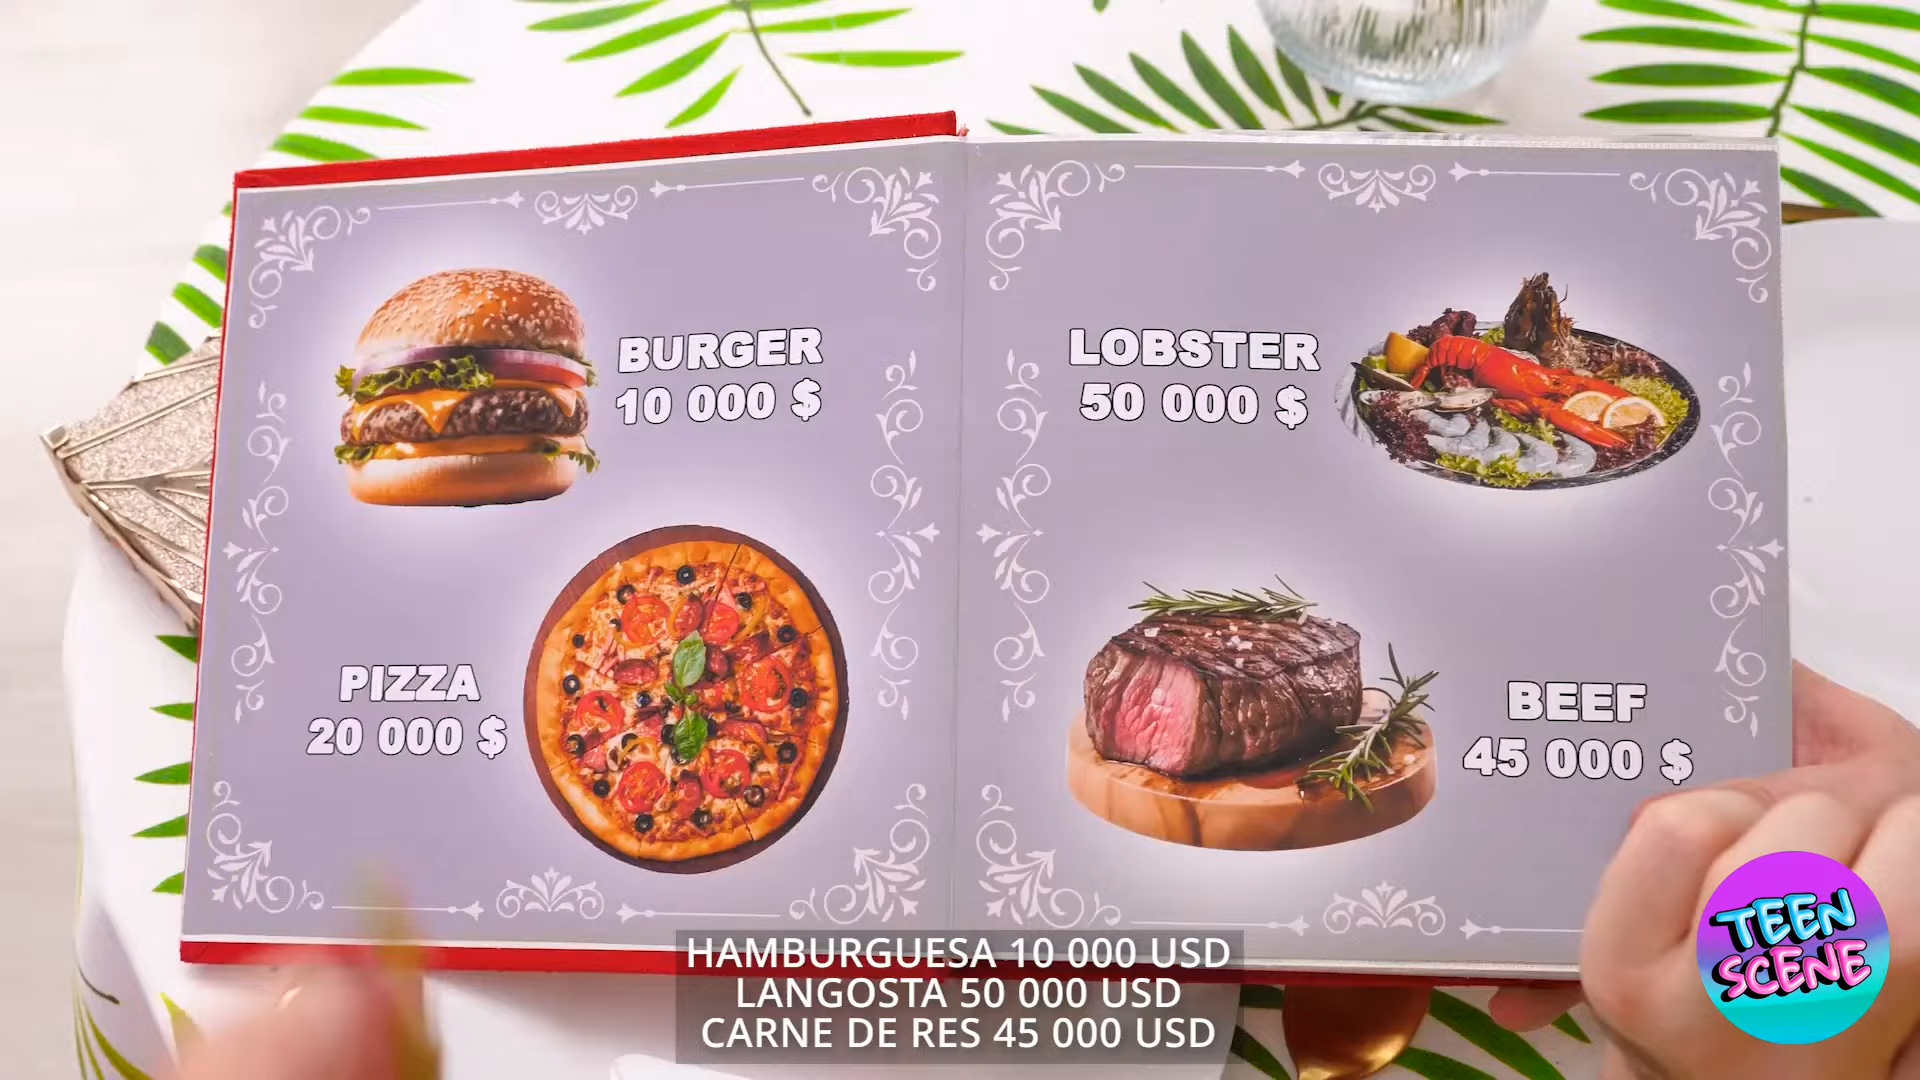 BURGER
10 000 $
PIZZA
20 000 $
LOBSTER
50 000 $
BEEF
45 000 $
HAMBURGUESA 10 000 USD
LANGOSTA 50 000 USD
CARNE DE RES 45 000 USD
TEEN
SCENE